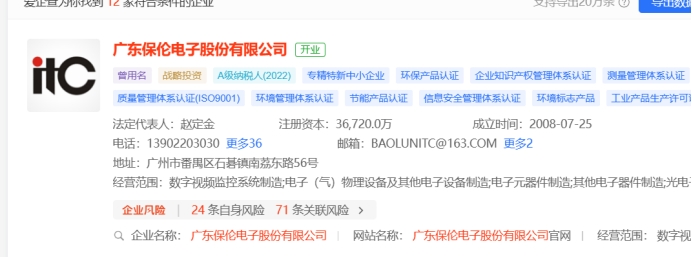 爱企查为你找到 12 家符合条件的企业 支持导出20万条 导出数据
itC
广东保伦电子股份有限公司 开业
曾用名 战略投资 A级纳税人(2022) 专精特新中小企业 环保产品认证 企业知识产权管理体系认证 测量管理体系认证
质量管理体系认证(ISO9001) 环境管理体系认证 节能产品认证 信息安全管理体系认证 环境标志产品 工业产品生产许可
法定代表人：赵定金 注册资本：36,720.0万 成立时间：2008-07-25
电话：13902203030 更多36 邮箱：BAOLUNITC@163.COM 更多2
地址：广州市番禺区石碁镇南荔东路56号
经营范围：数字视频监控系统制造;电子（气）物理设备及其他电子设备制造;电子元器件制造;其他电子器件制造;光电子
企业风险 24 条自身风险 71 条关联风险 >
企业名称： 广东保伦电子股份有限公司 网站名称： 广东保伦电子股份有限公司官网 经营范围： 数字视